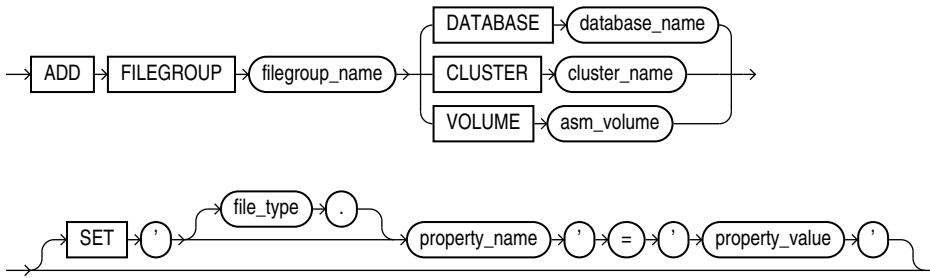 DATABASE database_name
ADD FILEGROUP filegroup_name CLUSTER cluster_name
VOLUME asm_volume
file_type .
SET ' property_name ' = ' property_value '